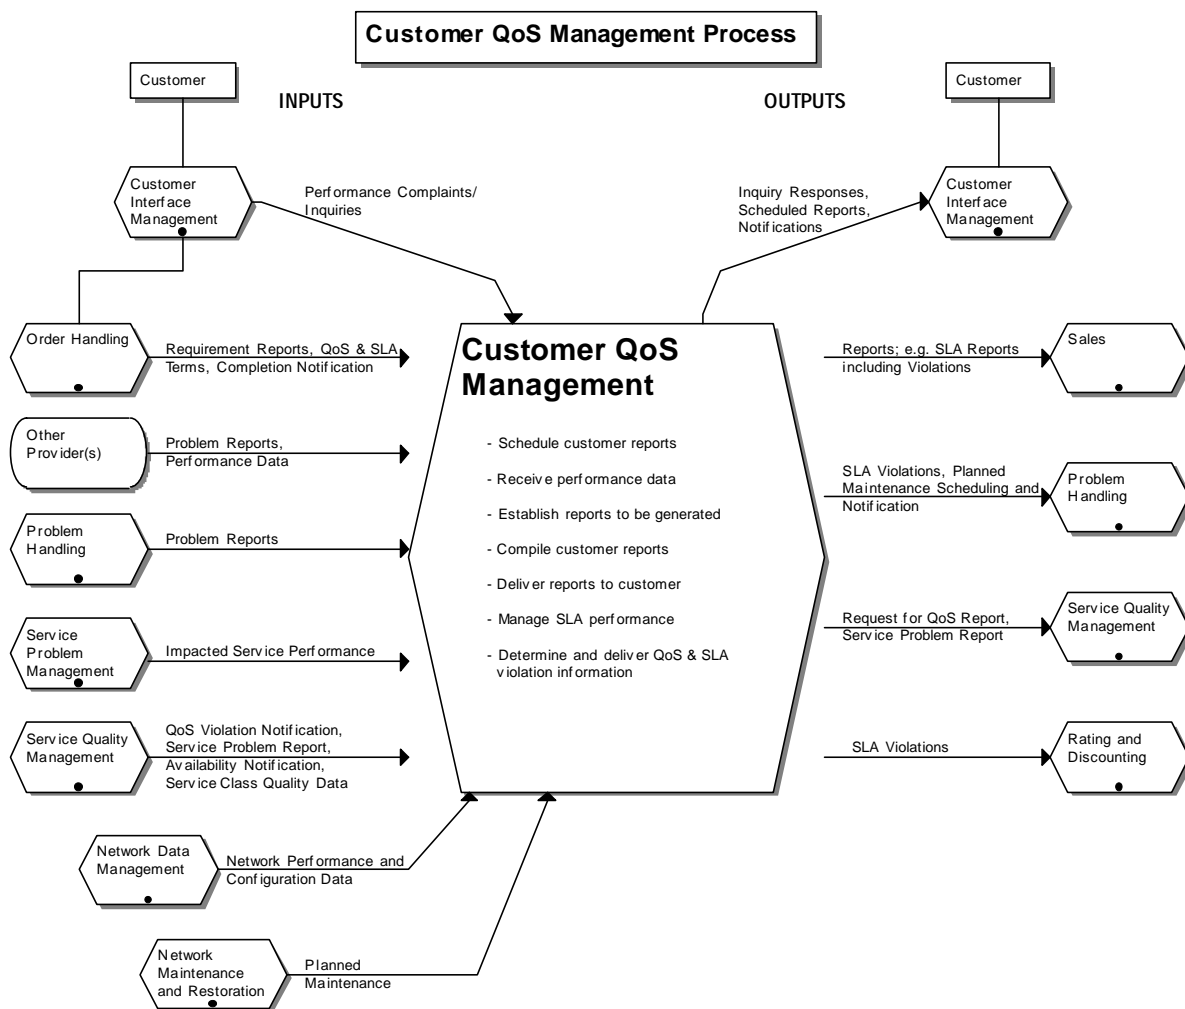 Customer QoS Management Process
Customer
Customer
INPUTS
OUTPUTS
Customer
Interface
Management
Performance Complaints/
Inquiries
Inquiry Responses,
Scheduled Reports,
Notifications
Customer
Interface
Management
Order Handling
Requirement Reports, QoS & SLA
Terms, Completion Notification
Customer QoS
Management
Reports; e.g. SLA Reports
including Violations
Sales
Other
Provider(s)
Problem Reports,
Performance Data
- Schedule customer reports
- Receive performance data
- Establish reports to be generated
- Compile customer reports
- Deliver reports to customer
- Manage SLA performance
- Determine and deliver QoS & SLA
violation information
SLA Violations, Planned
Maintenance Scheduling and
Notification
Problem
Handling
Problem
Handling
Problem Reports
Request for QoS Report,
Service Problem Report
Service Quality
Management
Service
Problem
Management
Impacted Service Performance
Service Quality
Management
QoS Violation Notification,
Service Problem Report,
Availability Notification,
Service Class Quality Data
SLA Violations
Rating and
Discounting
Network Data
Management
Network Performance and
Configuration Data
Network
Maintenance
and Restoration
Planned
Maintenance